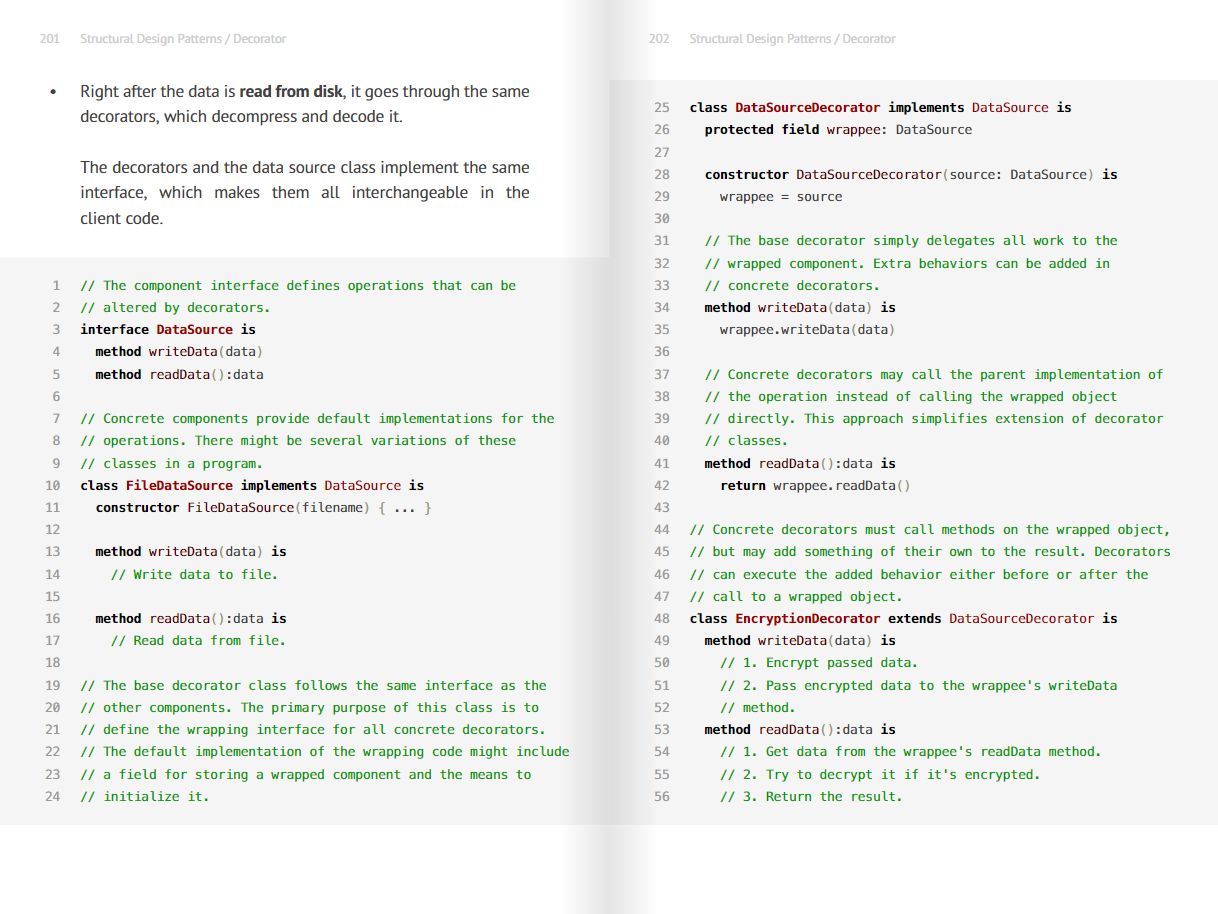 201 Structural Design Patterns / Decorator
• Right after the data is read from disk, it goes through the same
decorators, which decompress and decode it.
The decorators and the data source class implement the same
interface, which makes them all interchangeable in the
client code.
1 // The component interface defines operations that can be
2 // altered by decorators.
3 interface DataSource is
4   method writeData(data)
5   method readData():data
6
7 // Concrete components provide default implementations for the
8 // operations. There might be several variations of these
9 // classes in a program.
10 class FileDataSource implements DataSource is
11   constructor FileDataSource(filename) { ... }
12
13   method writeData(data) is
14     // Write data to file.
15
16   method readData():data is
17     // Read data from file.
18
19 // The base decorator class follows the same interface as the
20 // other components. The primary purpose of this class is to
21 // define the wrapping interface for all concrete decorators.
22 // The default implementation of the wrapping code might include
23 // a field for storing a wrapped component and the means to
24 // initialize it.
202 Structural Design Patterns / Decorator
25 class DataSourceDecorator implements DataSource is
26   protected field wrappee: DataSource
27
28   constructor DataSourceDecorator(source: DataSource) is
29     wrappee = source
30
31   // The base decorator simply delegates all work to the
32   // wrapped component. Extra behaviors can be added in
33   // concrete decorators.
34   method writeData(data) is
35     wrappee.writeData(data)
36
37   // Concrete decorators may call the parent implementation of
38   // the operation instead of calling the wrapped object
39   // directly. This approach simplifies extension of decorator
40   // classes.
41   method readData():data is
42     return wrappee.readData()
43
44 // Concrete decorators must call methods on the wrapped object,
45 // but may add something of their own to the result. Decorators
46 // can execute the added behavior either before or after the
47 // call to a wrapped object.
48 class EncryptionDecorator extends DataSourceDecorator is
49   method writeData(data) is
50     // 1. Encrypt passed data.
51     // 2. Pass encrypted data to the wrappee's writeData
52     // method.
53   method readData():data is
54     // 1. Get data from the wrappee's readData method.
55     // 2. Try to decrypt it if it's encrypted.
56     // 3. Return the result.